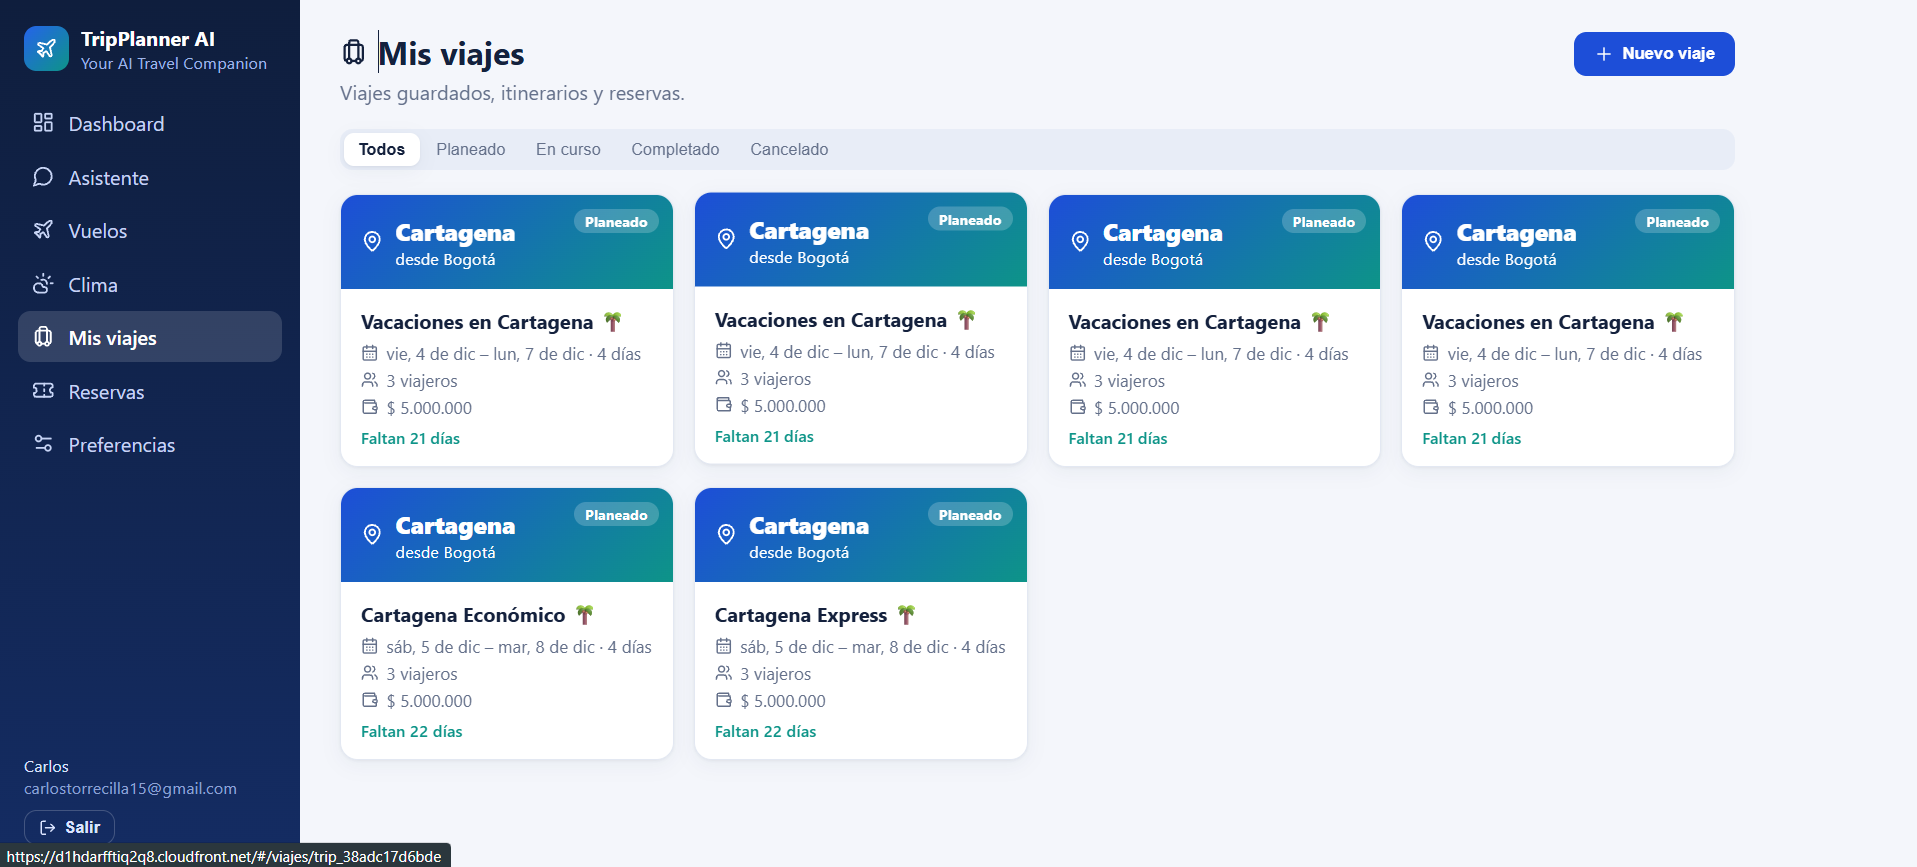 TripPlanner AI
Your AI Travel Companion
Dashboard
Asistente
Vuelos
Clima
Mis viajes
Reservas
Preferencias
Carlos
carlostorrecilla15@gmail.com
Salir
https://d1hdarfftiq2q8.cloudfront.net/#/viajes/trip_38adc17d6bde
Mis viajes
Viajes guardados, itinerarios y reservas.
+ Nuevo viaje
Todos Planeado En curso Completado Cancelado
Cartagena
desde Bogotá
Planeado
Vacaciones en Cartagena 🌴
vie, 4 de dic – lun, 7 de dic · 4 días
3 viajeros
$ 5.000.000
Faltan 21 días
Cartagena
desde Bogotá
Planeado
Vacaciones en Cartagena 🌴
vie, 4 de dic – lun, 7 de dic · 4 días
3 viajeros
$ 5.000.000
Faltan 21 días
Cartagena
desde Bogotá
Planeado
Vacaciones en Cartagena 🌴
vie, 4 de dic – lun, 7 de dic · 4 días
3 viajeros
$ 5.000.000
Faltan 21 días
Cartagena
desde Bogotá
Planeado
Vacaciones en Cartagena 🌴
vie, 4 de dic – lun, 7 de dic · 4 días
3 viajeros
$ 5.000.000
Faltan 21 días
Cartagena
desde Bogotá
Planeado
Cartagena Económico 🌴
sáb, 5 de dic – mar, 8 de dic · 4 días
3 viajeros
$ 5.000.000
Faltan 22 días
Cartagena
desde Bogotá
Planeado
Cartagena Express 🌴
sáb, 5 de dic – mar, 8 de dic · 4 días
3 viajeros
$ 5.000.000
Faltan 22 días